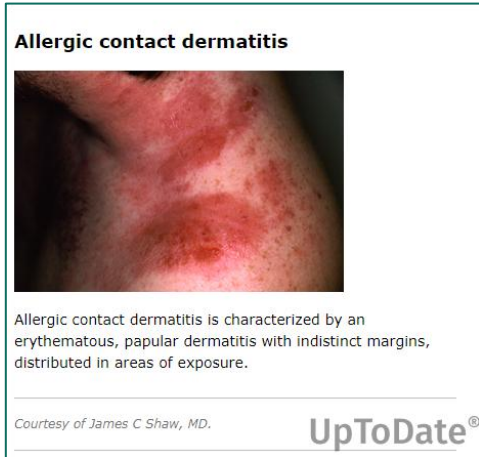 Allergic contact dermatitis
Allergic contact dermatitis is characterized by an
erythematous, papular dermatitis with indistinct margins,
distributed in areas of exposure.
Courtesy of James C Shaw, MD.
UpToDate®